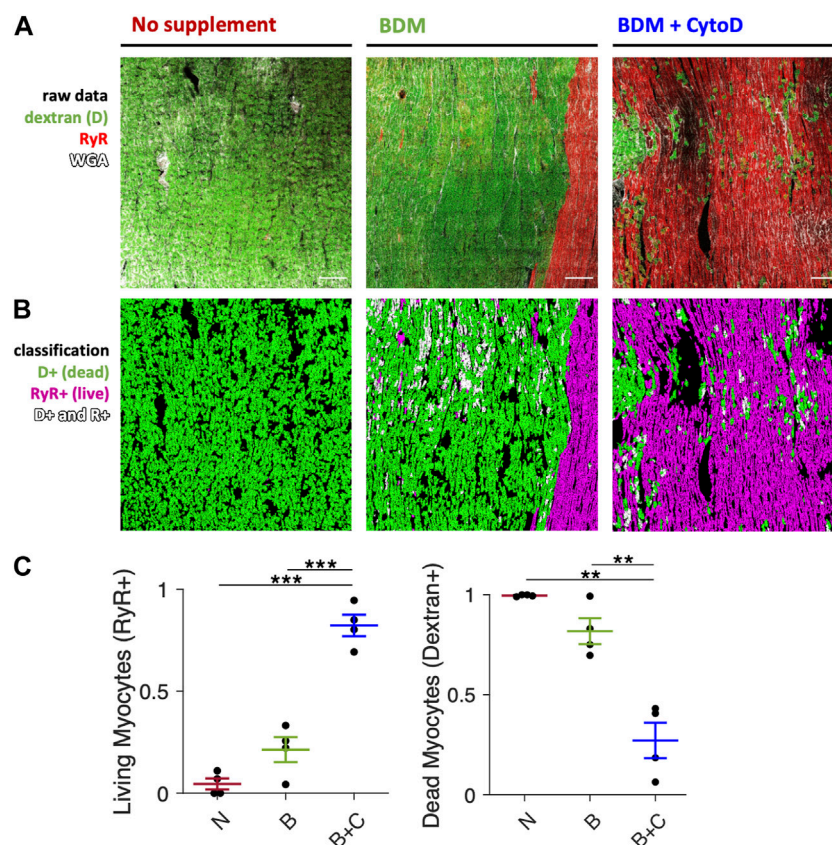 A
No supplement
BDM
BDM + CytoD
raw data
dextran (D)
RyR
WGA
B
classification
D+ (dead)
RyR+ (live)
D+ and R+
C
Living Myocytes (RyR+)
1
0.5
0
***
***
N
B
B+C
Dead Myocytes (Dextran+)
1
0.5
0
**
**
N
B
B+C